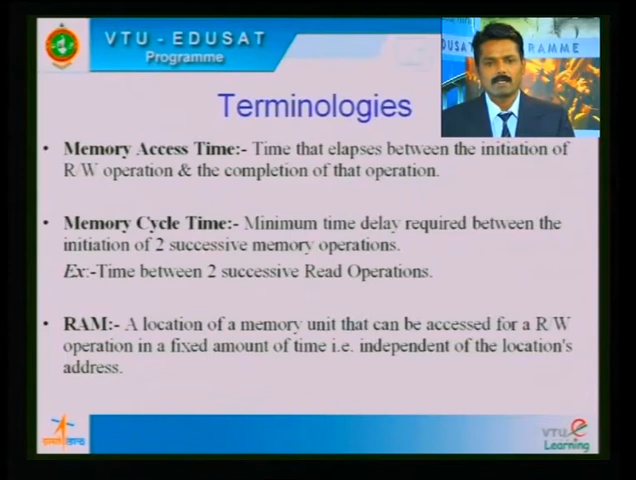 VTU - EDUSAT
Programme
DUSAT
RAMME
Terminologies
• Memory Access Time:- Time that elapses between the initiation of
R/W operation & the completion of that operation.
• Memory Cycle Time:- Minimum time delay required between the
initiation of 2 successive memory operations.
Ex:-Time between 2 successive Read Operations.
• RAM:- A location of a memory unit that can be accessed for a R/W
operation in a fixed amount of time i.e. independent of the location's
address.
VTU e
Learning